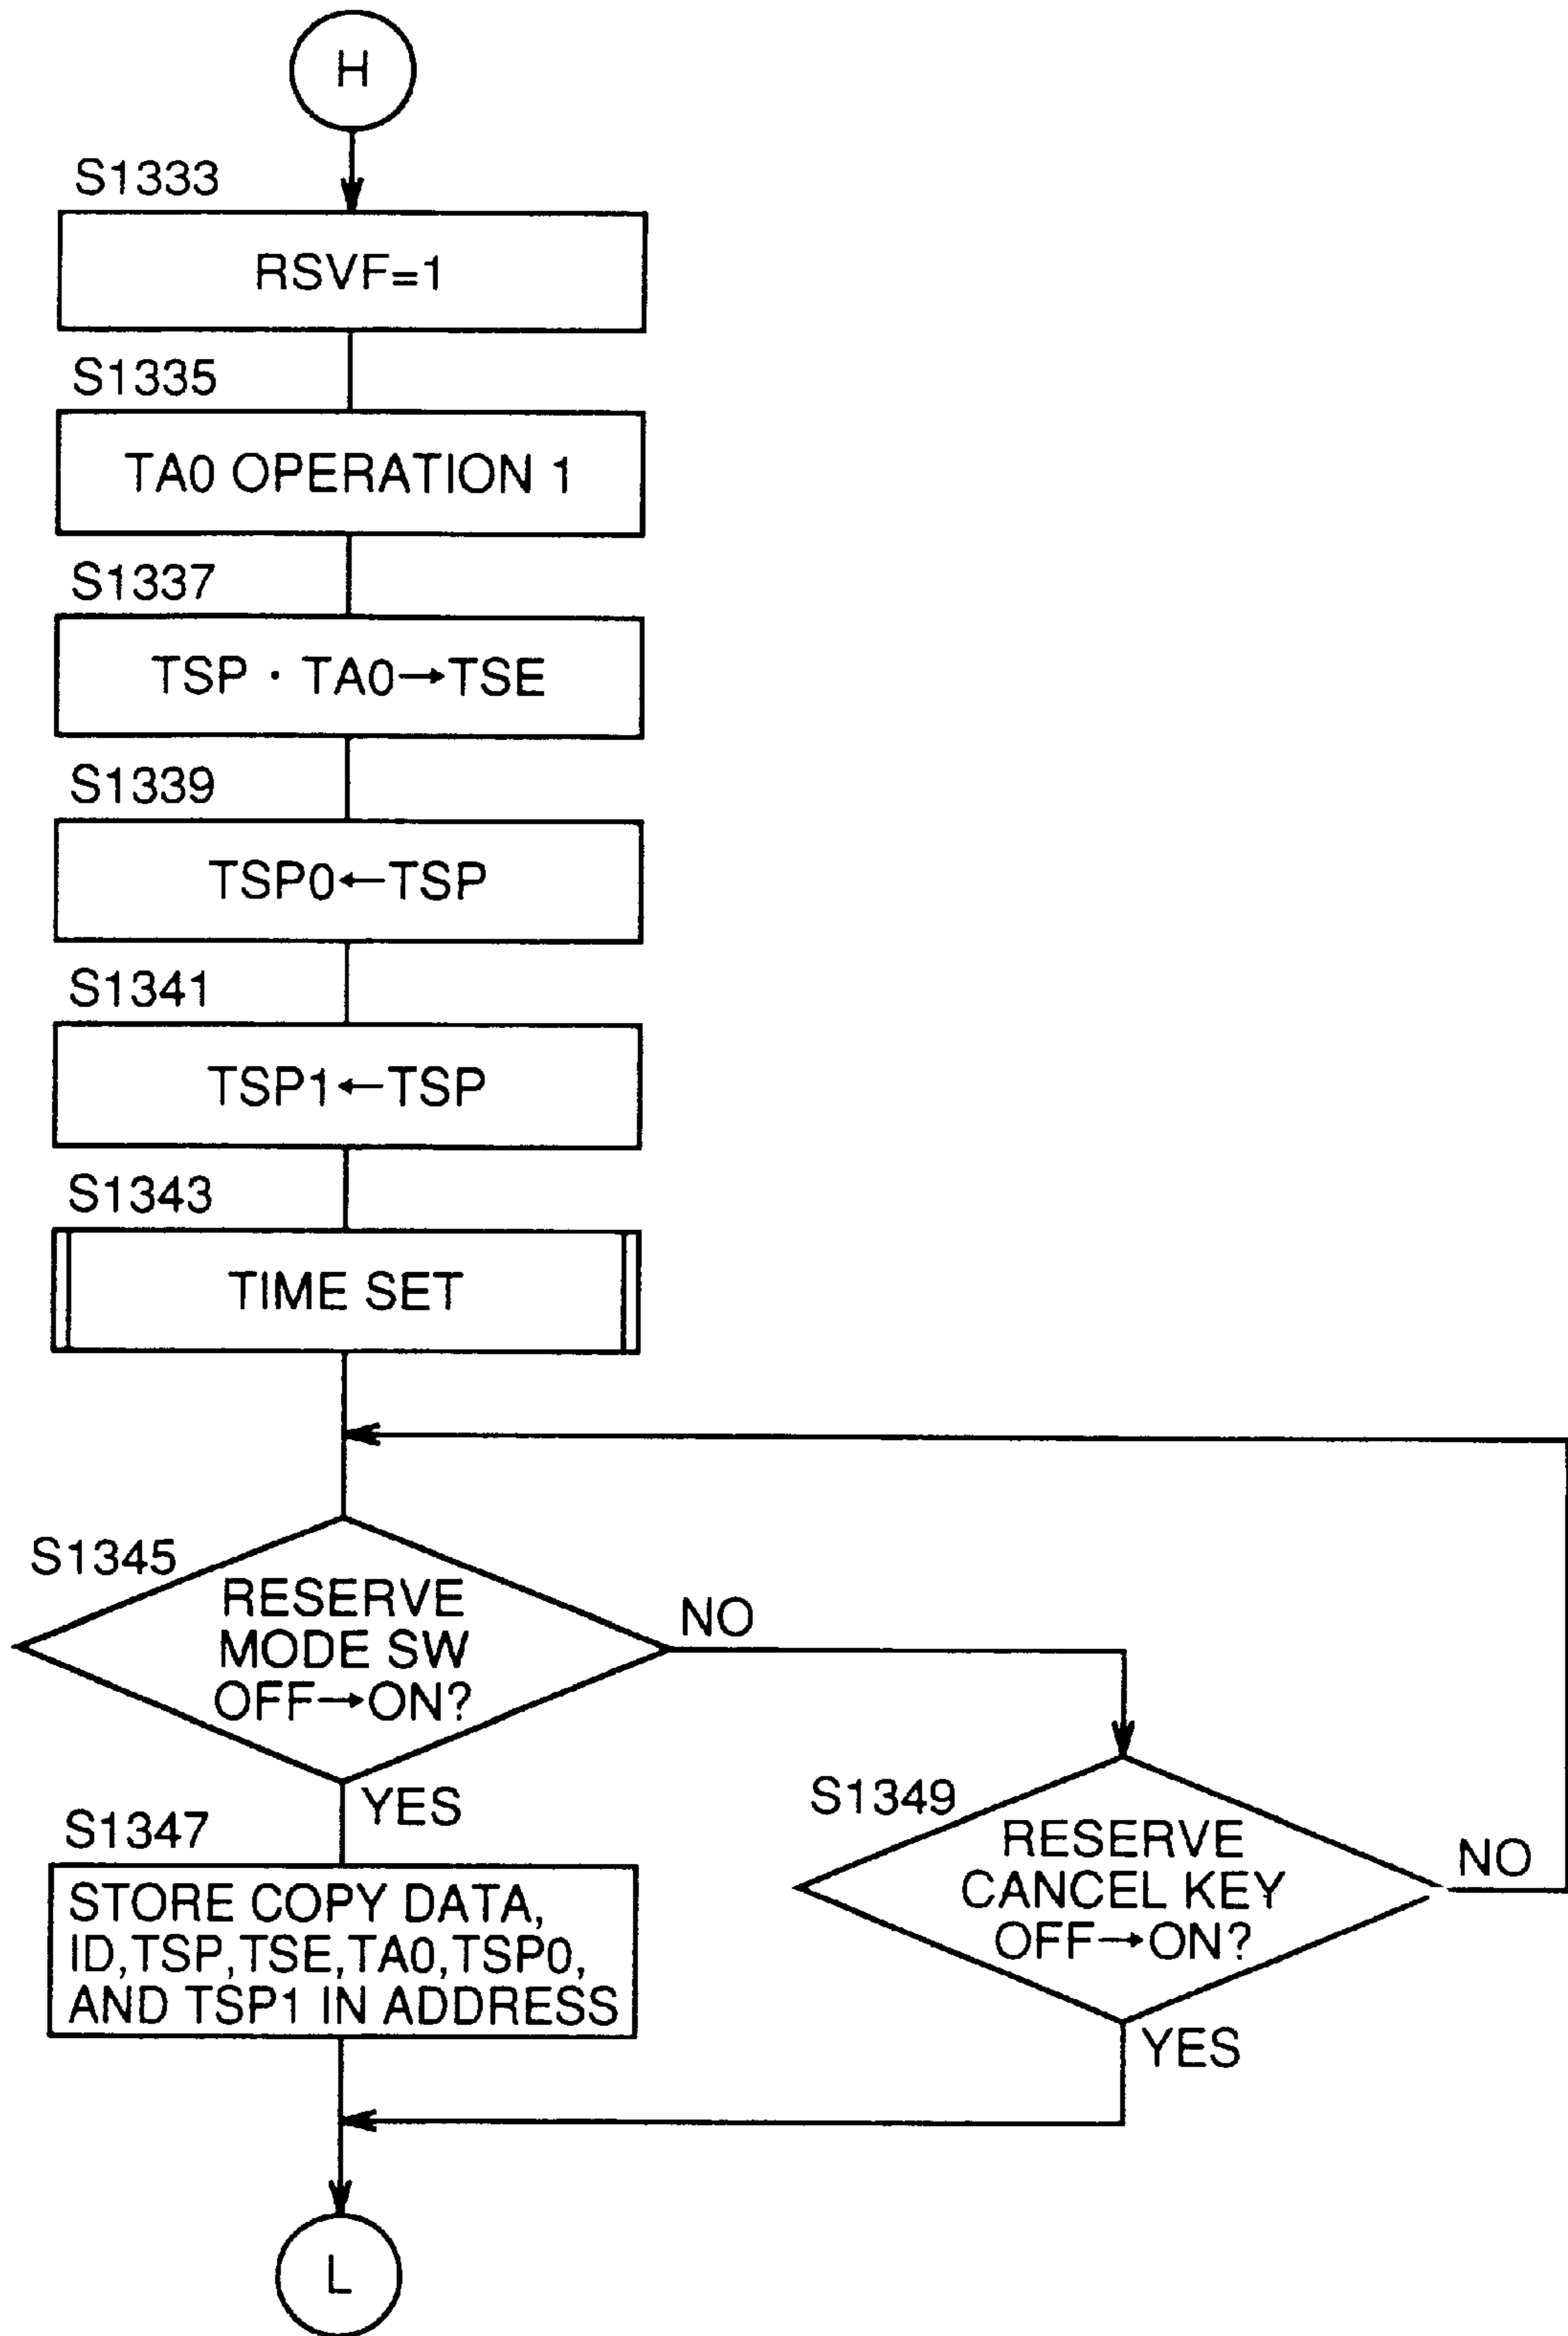 H
S1333
RSVF=1
S1335
TA0 OPERATION 1
S1337
TSP · TA0→TSE
S1339
TSP0←TSP
S1341
TSP1←TSP
S1343
TIME SET
S1345
RESERVE
MODE SW
OFF→ON?
NO
YES
S1347
STORE COPY DATA,
ID,TSP,TSE,TA0,TSP0,
AND TSP1 IN ADDRESS
S1349
RESERVE
CANCEL KEY
OFF→ON?
NO
YES
L